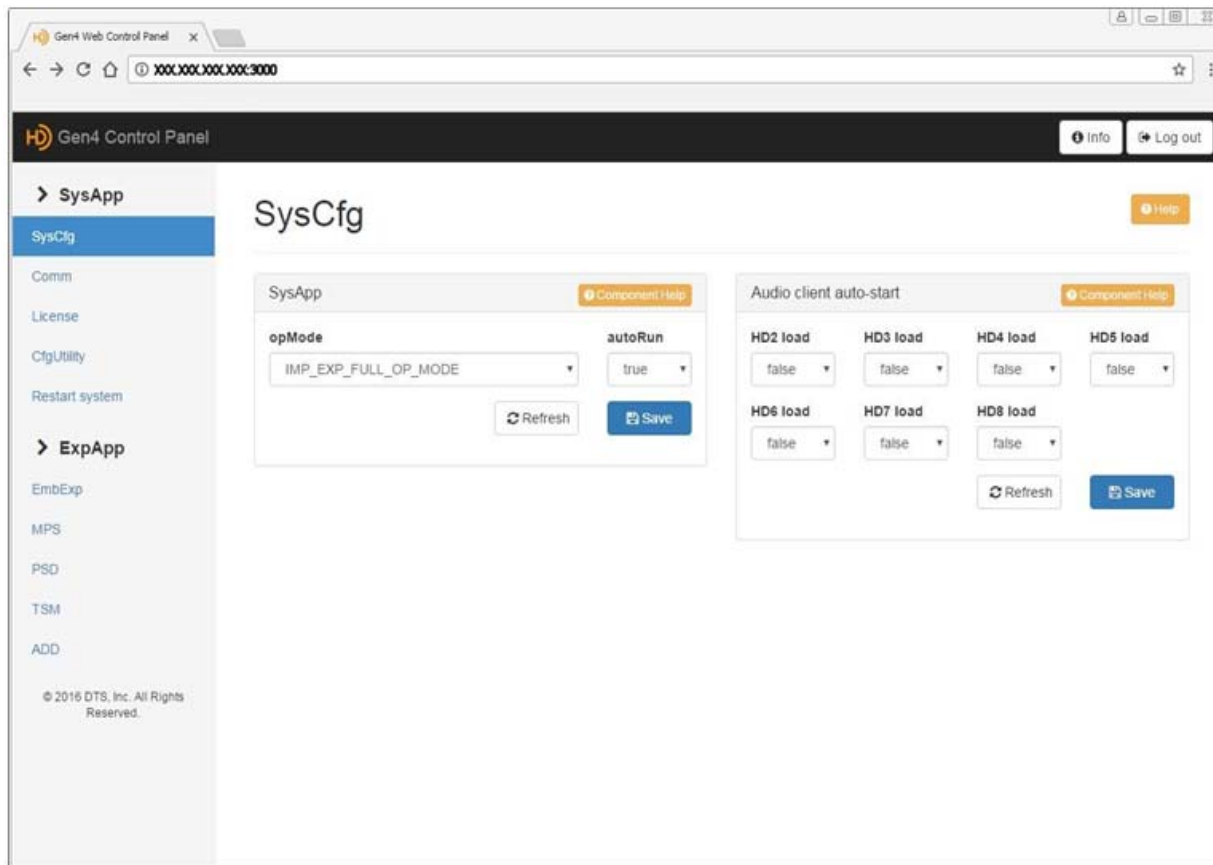 Gen4 Web Control Panel
XXX.XXX.XXX.XXX:3000
HD Gen4 Control Panel
Info
Log out
SysApp
SysCfg
Comm
License
CfgUtility
Restart system
ExpApp
EmbExp
MPS
PSD
TSM
ADD
© 2016 DTS, Inc. All Rights
Reserved.
SysCfg
Help
SysApp
Component Help
opMode
autoRun
IMP_EXP_FULL_OP_MODE
true
Refresh
Save
Audio client auto-start
Component Help
HD2 load
HD3 load
HD4 load
HD5 load
false
false
false
false
HD6 load
HD7 load
HD8 load
false
false
false
Refresh
Save